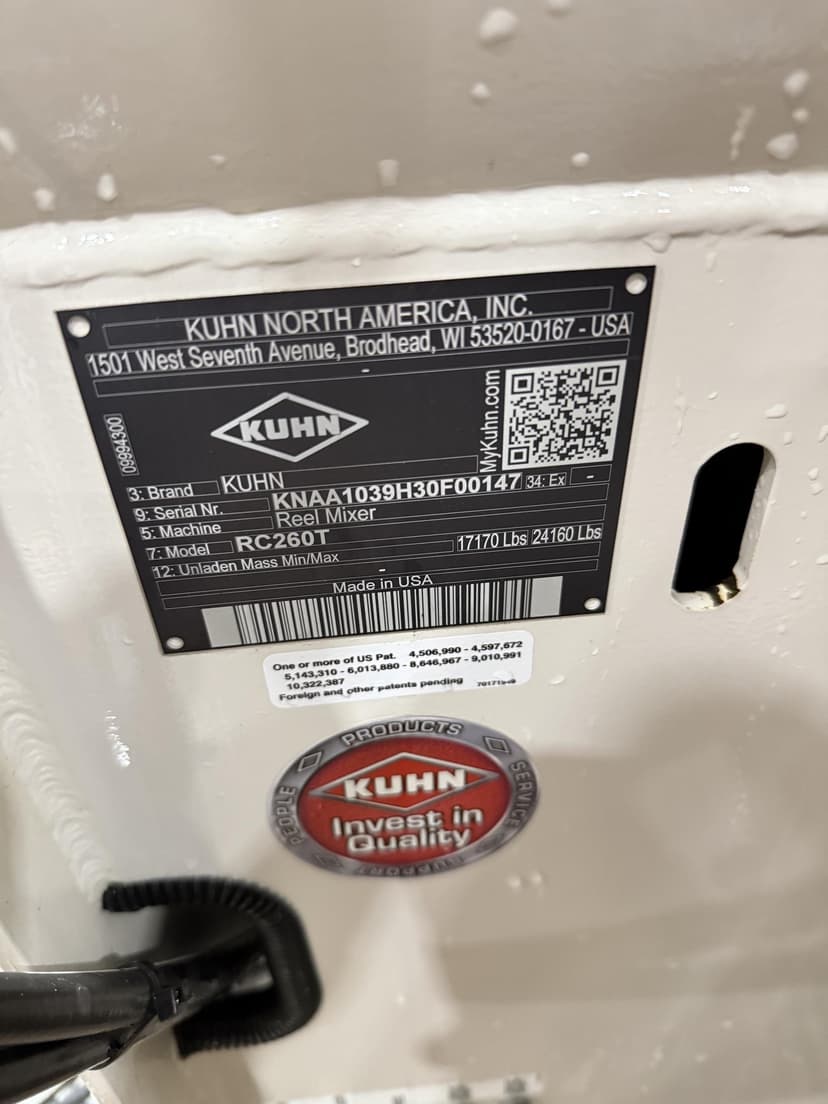 KUHN NORTH AMERICA, INC.
1501 West Seventh Avenue, Brodhead, WI 53520-0167 - USA
-
09994300
KUHN
MyKuhn.com
3: Brand KUHN
9: Serial Nr. KNAA1039H30F00147 34: Ex -
5: Machine Reel Mixer
7: Model RC260T
12: Unladen Mass Min/Max 17170 Lbs 24160 Lbs
-
Made in USA
One or more of US Pat. 4,506,990 - 4,597,672
5,143,310 - 6,013,880 - 8,646,967 - 9,010,991
10,322,387
Foreign and other patents pending
PRODUCTS
PEOPLE
SERVICE
KUHN
Invest in
Quality
SUPPORT